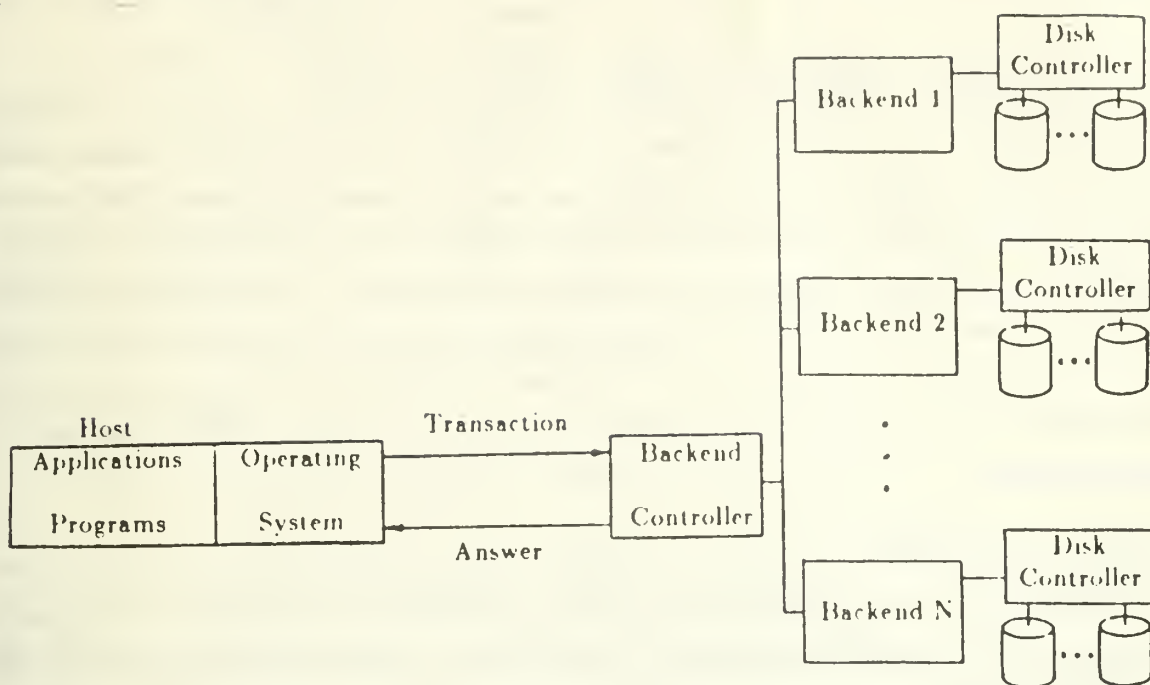 Disk
Controller
Backend 1
Disk
Controller
Backend 2
Host
Transaction
Applications
Programs
Operating
System
Backend
Controller
Answer
Disk
Controller
Backend N